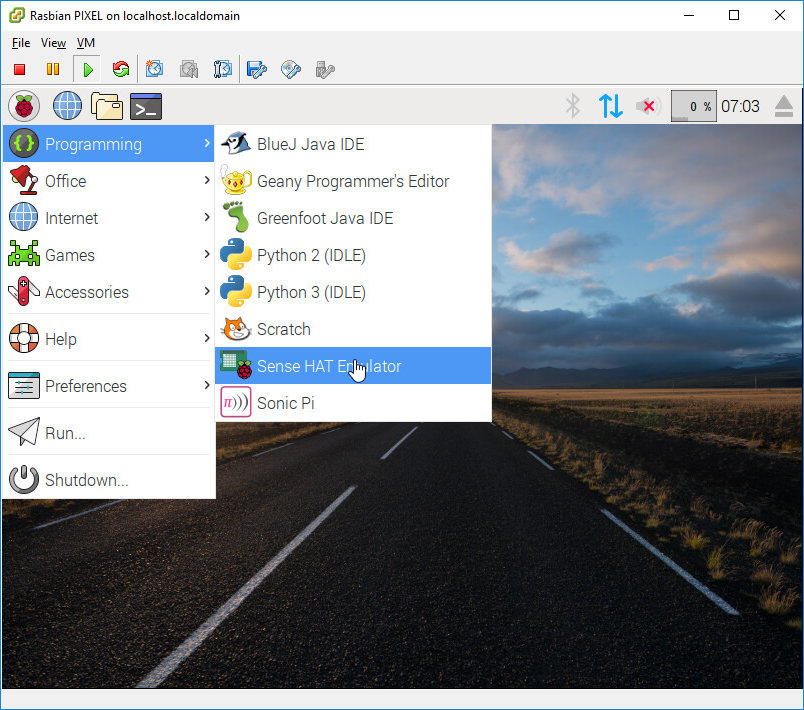 Rasbian PIXEL on localhost.localdomain
File View VM
0 % 07:03
Programming
Office
Internet
Games
Accessories
Help
Preferences
Run...
Shutdown...
BlueJ Java IDE
Geany Programmer's Editor
Greenfoot Java IDE
Python 2 (IDLE)
Python 3 (IDLE)
Scratch
Sense HAT Emulator
Sonic Pi